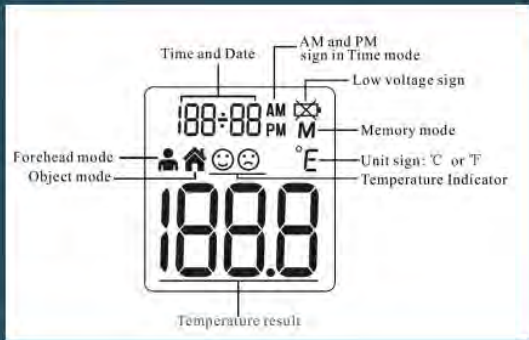 AM and PM
sign in Time mode
Time and Date
Low voltage sign
188÷88 AM
PM M
Memory mode
Forehead mode
°E
Unit sign: ℃ or ℉
Object mode
Temperature Indicator
188.8
Temperature result